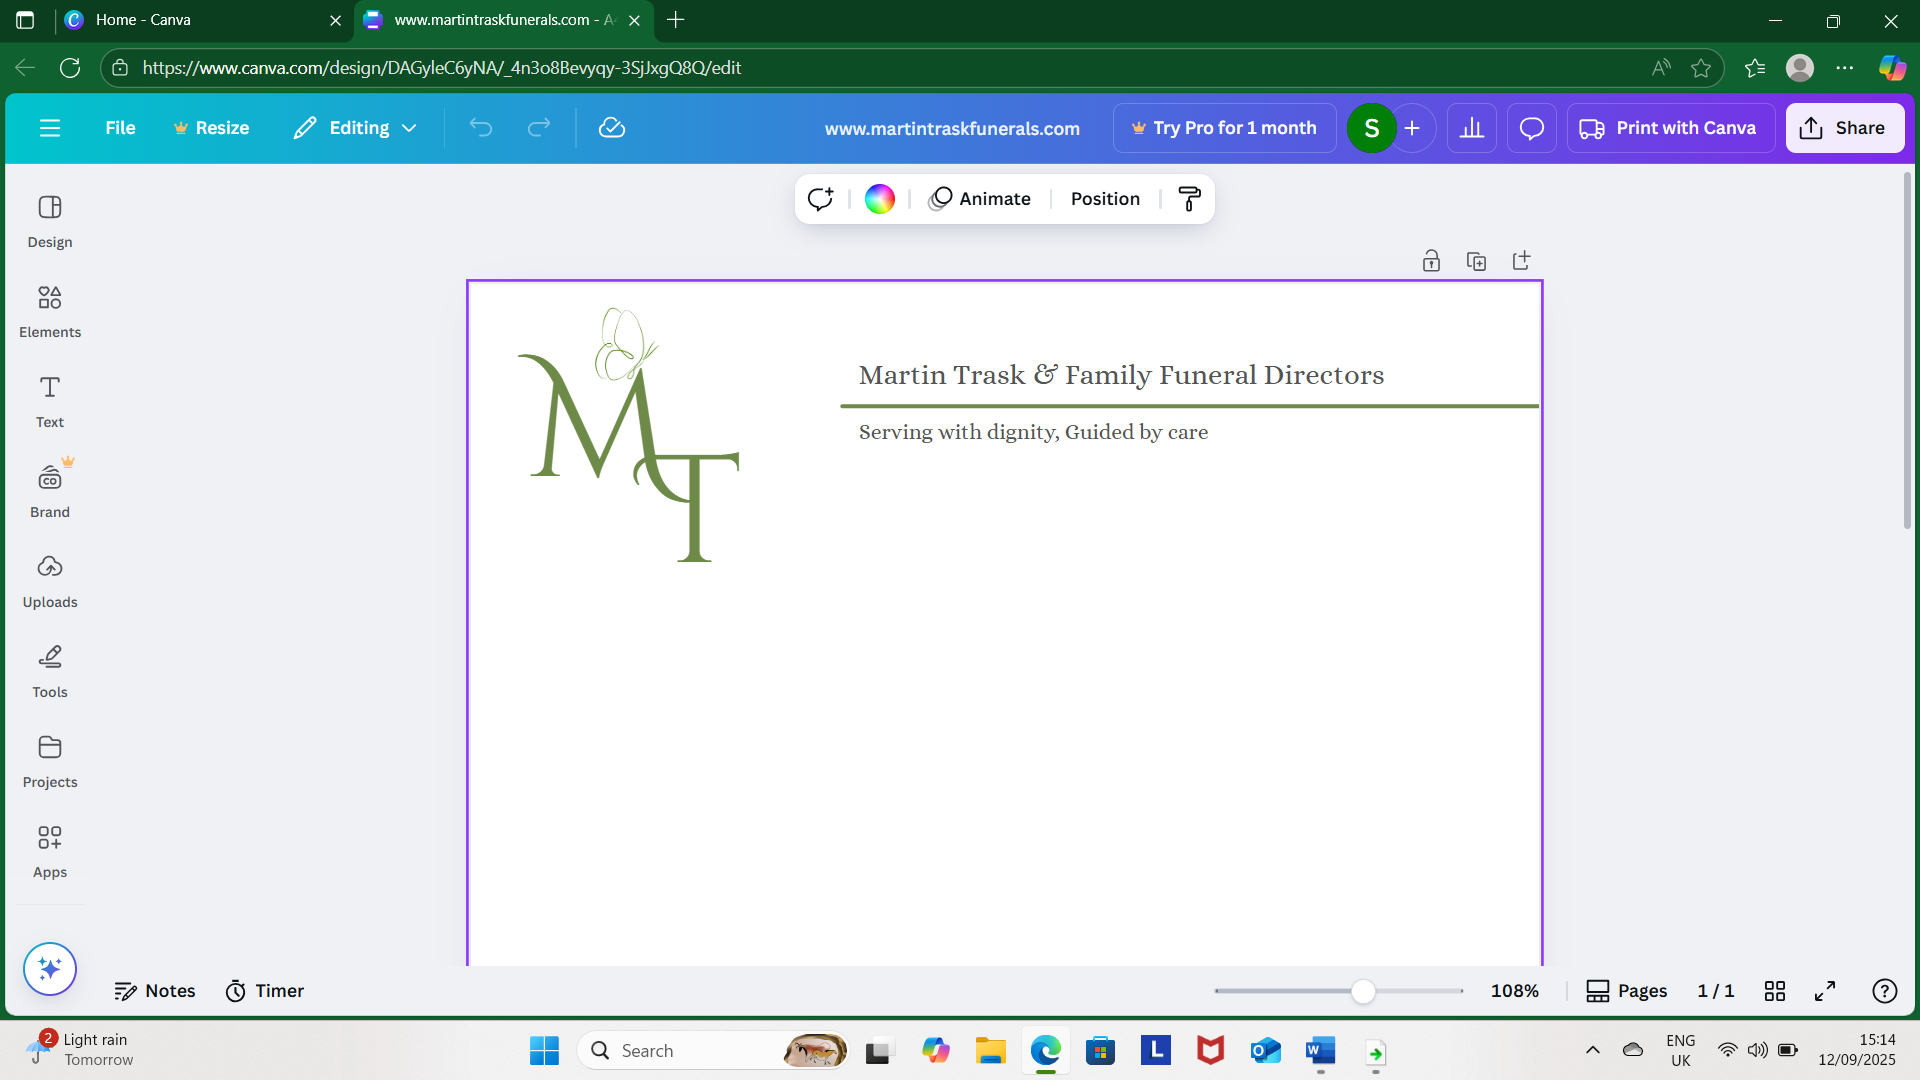 Home - Canva
www.martintraskfunerals.com - A4
https://www.canva.com/design/DAGyleC6yNA/_4n3o8Bevyqy-3SjJxgQ8Q/edit
File
Resize
Editing
www.martintraskfunerals.com
Try Pro for 1 month
S
Print with Canva
Share
Animate
Position
Design
Elements
Text
Brand
Uploads
Tools
Projects
Apps
MT
Martin Trask & Family Funeral Directors
Serving with dignity, Guided by care
Notes
Timer
108%
Pages
1 / 1
2
Light rain
Tomorrow
Search
ENG
UK
15:14
12/09/2025